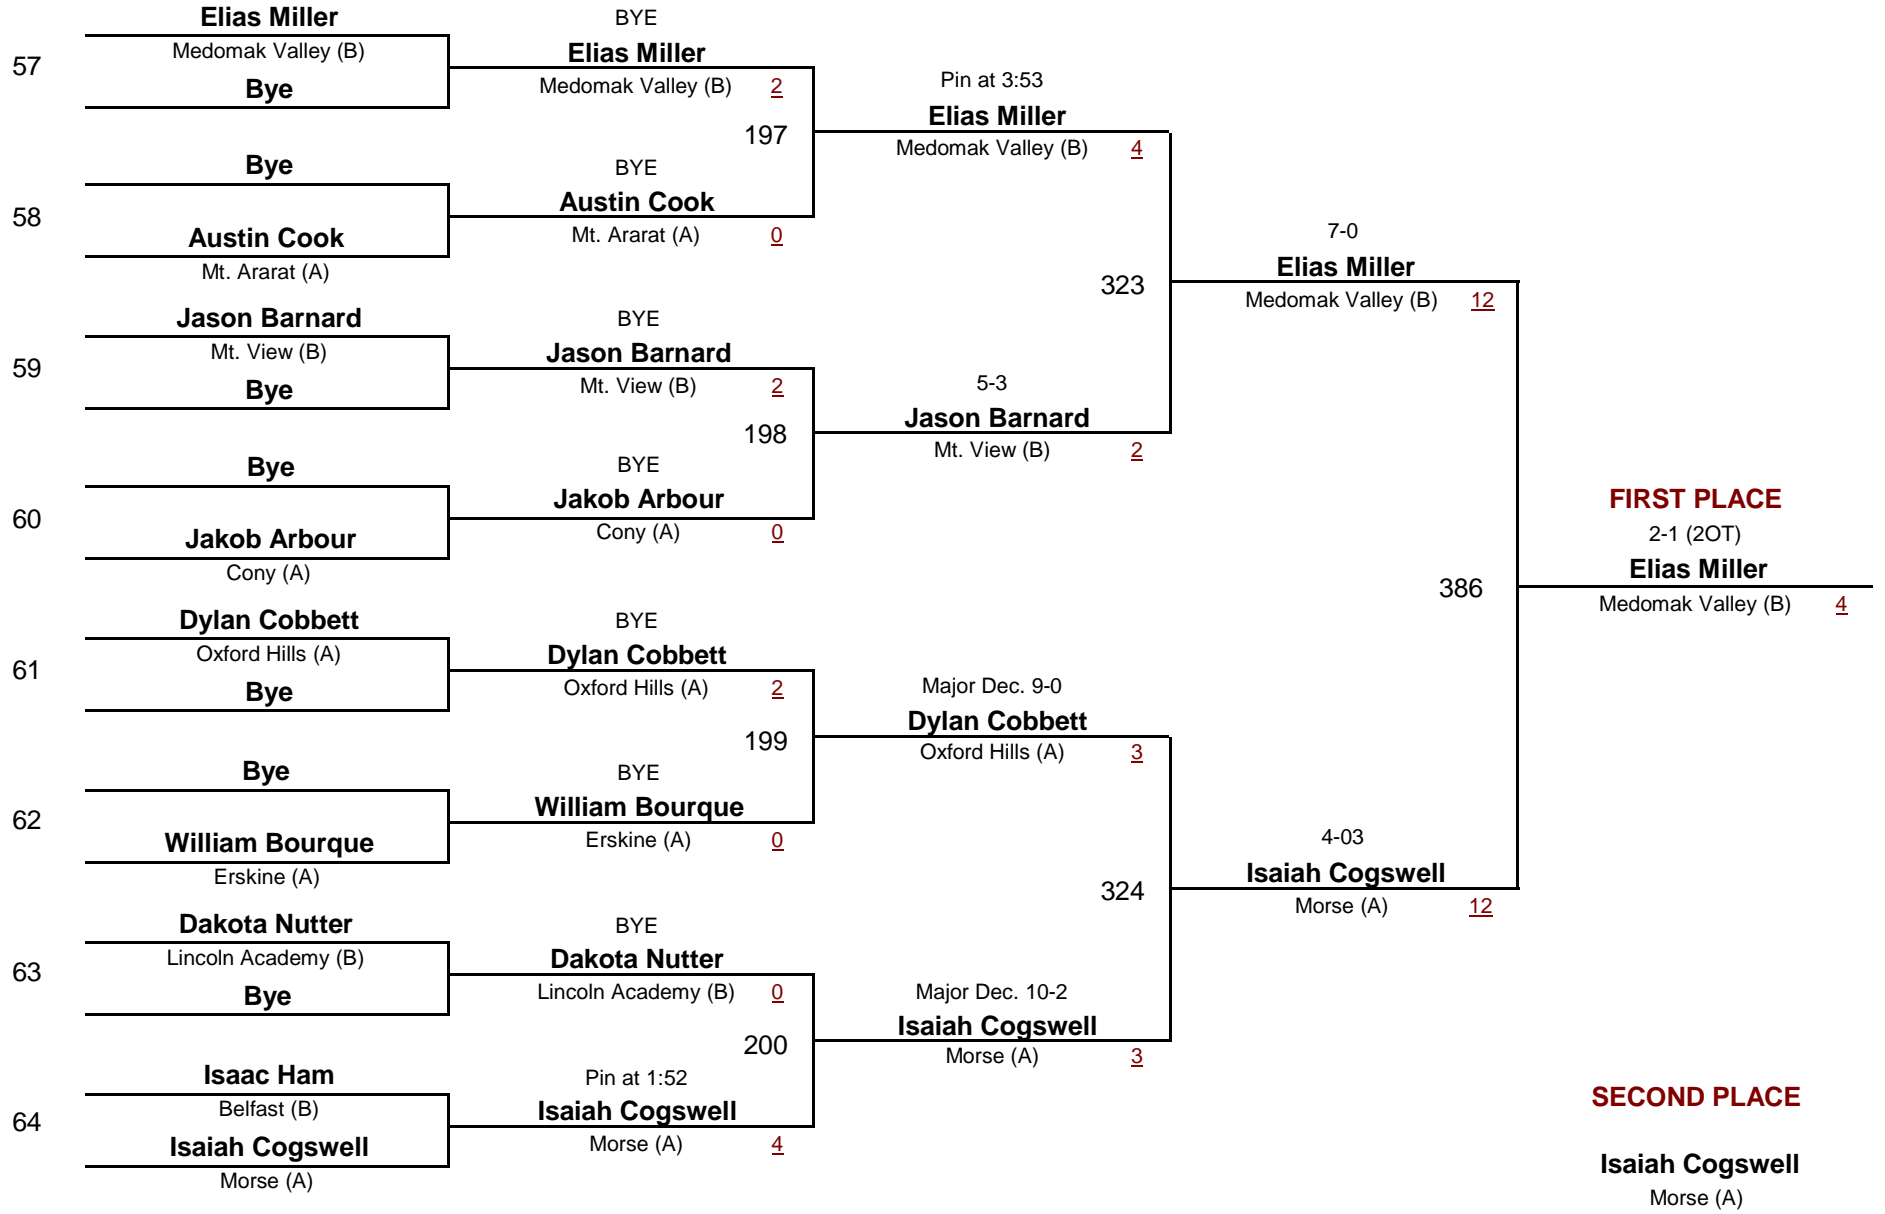 Elias Miller
57
Medomak Valley (B)
Bye
Bye
58
Austin Cook
Mt. Ararat (A)
Jason Barnard
59
Mt. View (B)
Bye
Bye
60
Jakob Arbour
Cony (A)
Dylan Cobbett
61
Oxford Hills (A)
Bye
Bye
62
William Bourque
Erskine (A)
Dakota Nutter
63
Lincoln Academy (B)
Bye
Isaac Ham
64
Belfast (B)
Isaiah Cogswell
Morse (A)
BYE
Elias Miller
Medomak Valley (B) 2
197
BYE
Austin Cook
Mt. Ararat (A) 0
BYE
Jason Barnard
Mt. View (B) 2
198
BYE
Jakob Arbour
Cony (A) 0
BYE
Dylan Cobbett
Oxford Hills (A) 2
199
BYE
William Bourque
Erskine (A) 0
BYE
Dakota Nutter
Lincoln Academy (B) 0
200
Pin at 1:52
Isaiah Cogswell
Morse (A) 4
Pin at 3:53
Elias Miller
Medomak Valley (B) 4
323
5-3
Jason Barnard
Mt. View (B) 2
Major Dec. 9-0
Dylan Cobbett
Oxford Hills (A) 3
324
Major Dec. 10-2
Isaiah Cogswell
Morse (A) 3
7-0
Elias Miller
Medomak Valley (B) 12
386
4-03
Isaiah Cogswell
Morse (A) 12
FIRST PLACE
2-1 (2OT)
Elias Miller
Medomak Valley (B) 4
SECOND PLACE
Isaiah Cogswell
Morse (A)